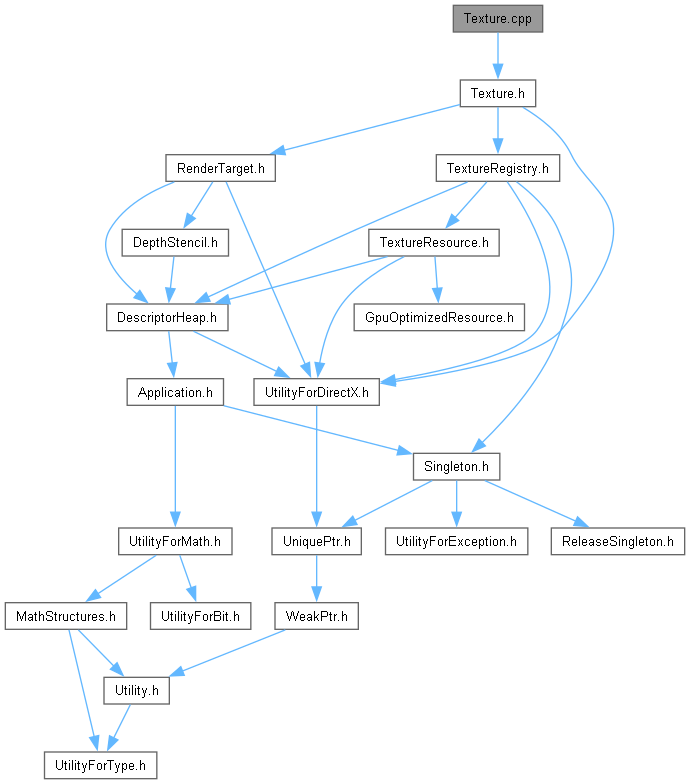 Texture.cpp
Texture.h
RenderTarget.h
TextureRegistry.h
DepthStencil.h
TextureResource.h
DescriptorHeap.h
GpuOptimizedResource.h
Application.h
UtilityForDirectX.h
Singleton.h
UtilityForMath.h
UniquePtr.h
UtilityForException.h
ReleaseSingleton.h
MathStructures.h
UtilityForBit.h
WeakPtr.h
Utility.h
UtilityForType.h